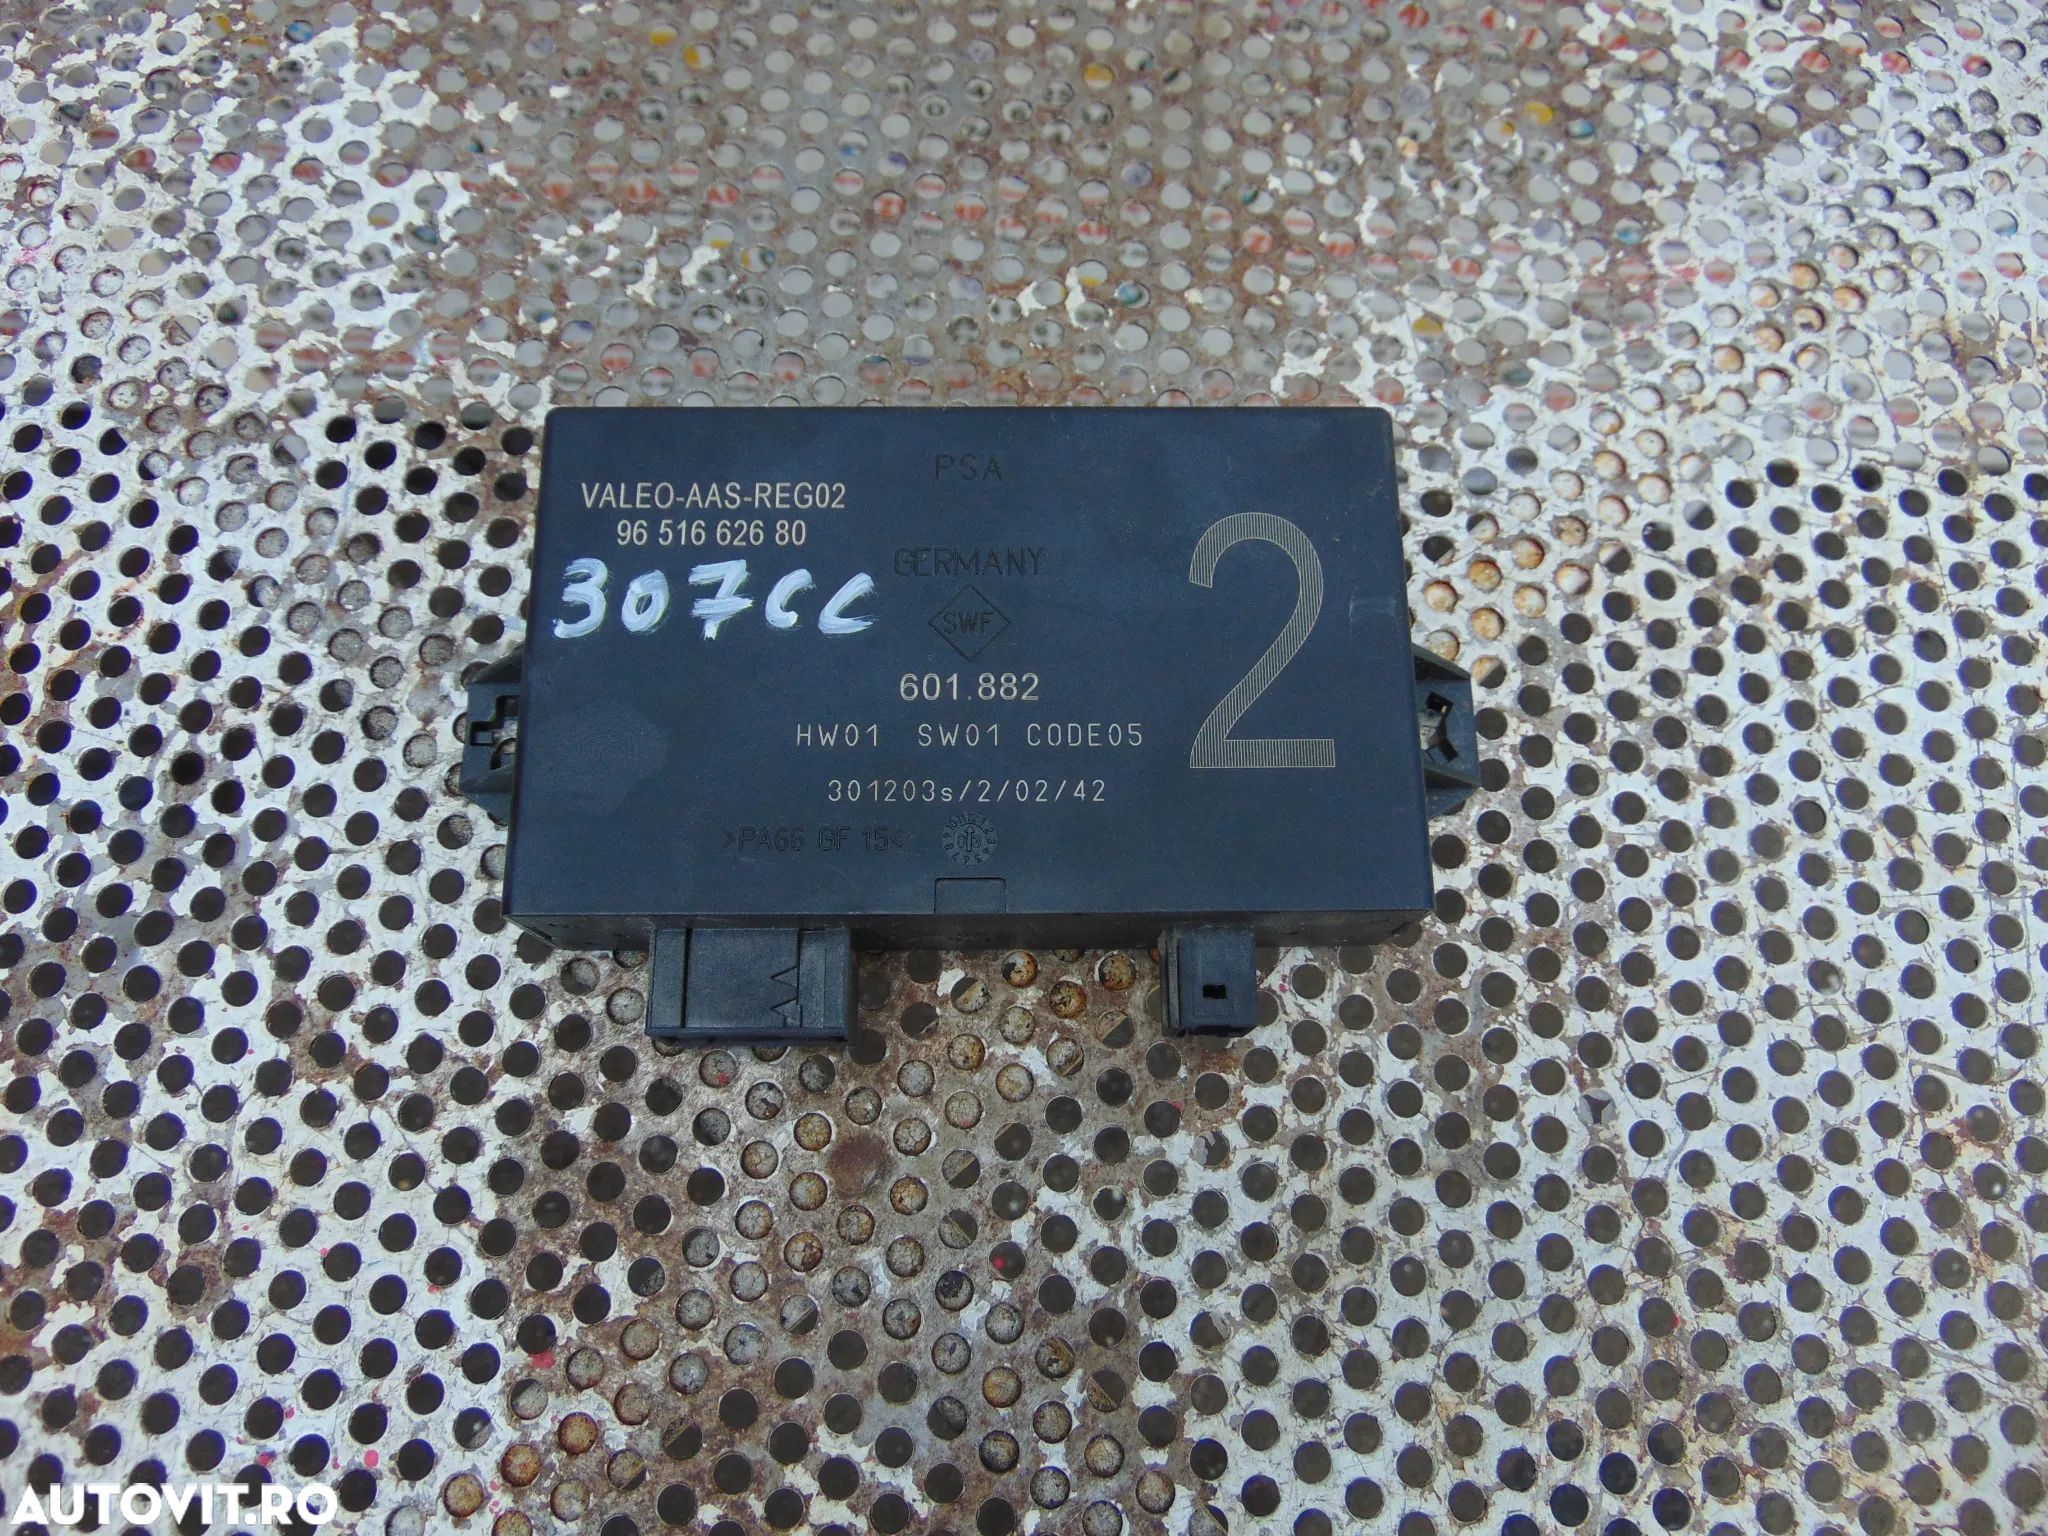 PSA
VALEO-AAS-REG02
96 516 626 80
307CC
GERMANY
SWF
2
601.882
HW01 SW01 CODE05
301203s/2/02/42
>PA66 GF 15<
AUTOVIT.RO